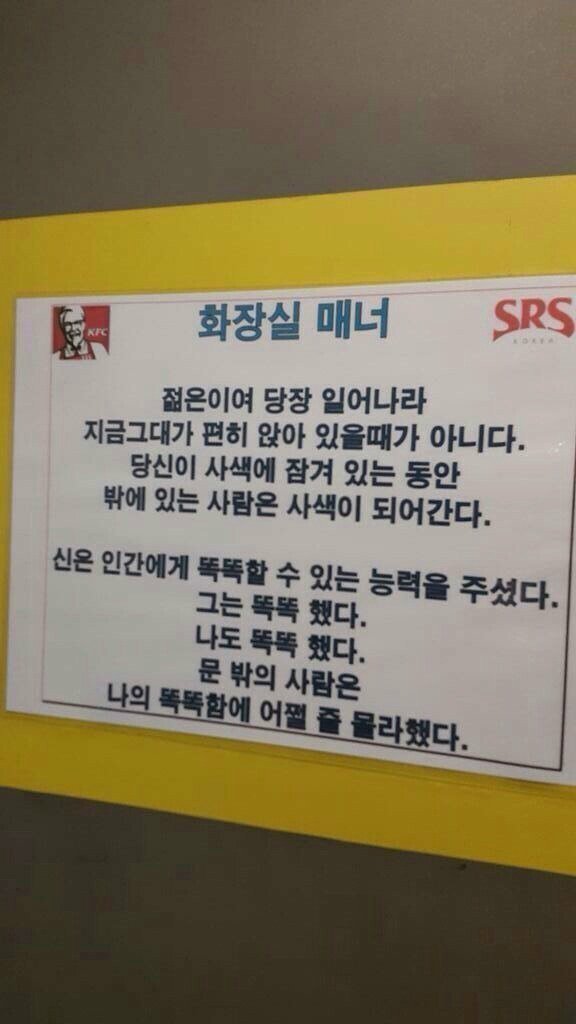 KFC
화장실 매너
SRS
KOREA
젊은이여 당장 일어나라
지금그대가 편히 앉아 있을때가 아니다.
당신이 사색에 잠겨 있는 동안
밖에 있는 사람은 사색이 되어간다.
신은 인간에게 똑똑할 수 있는 능력을 주셨다.
그는 똑똑 했다.
나도 똑똑 했다.
문 밖의 사람은
나의 똑똑함에 어쩔 줄 몰라했다.